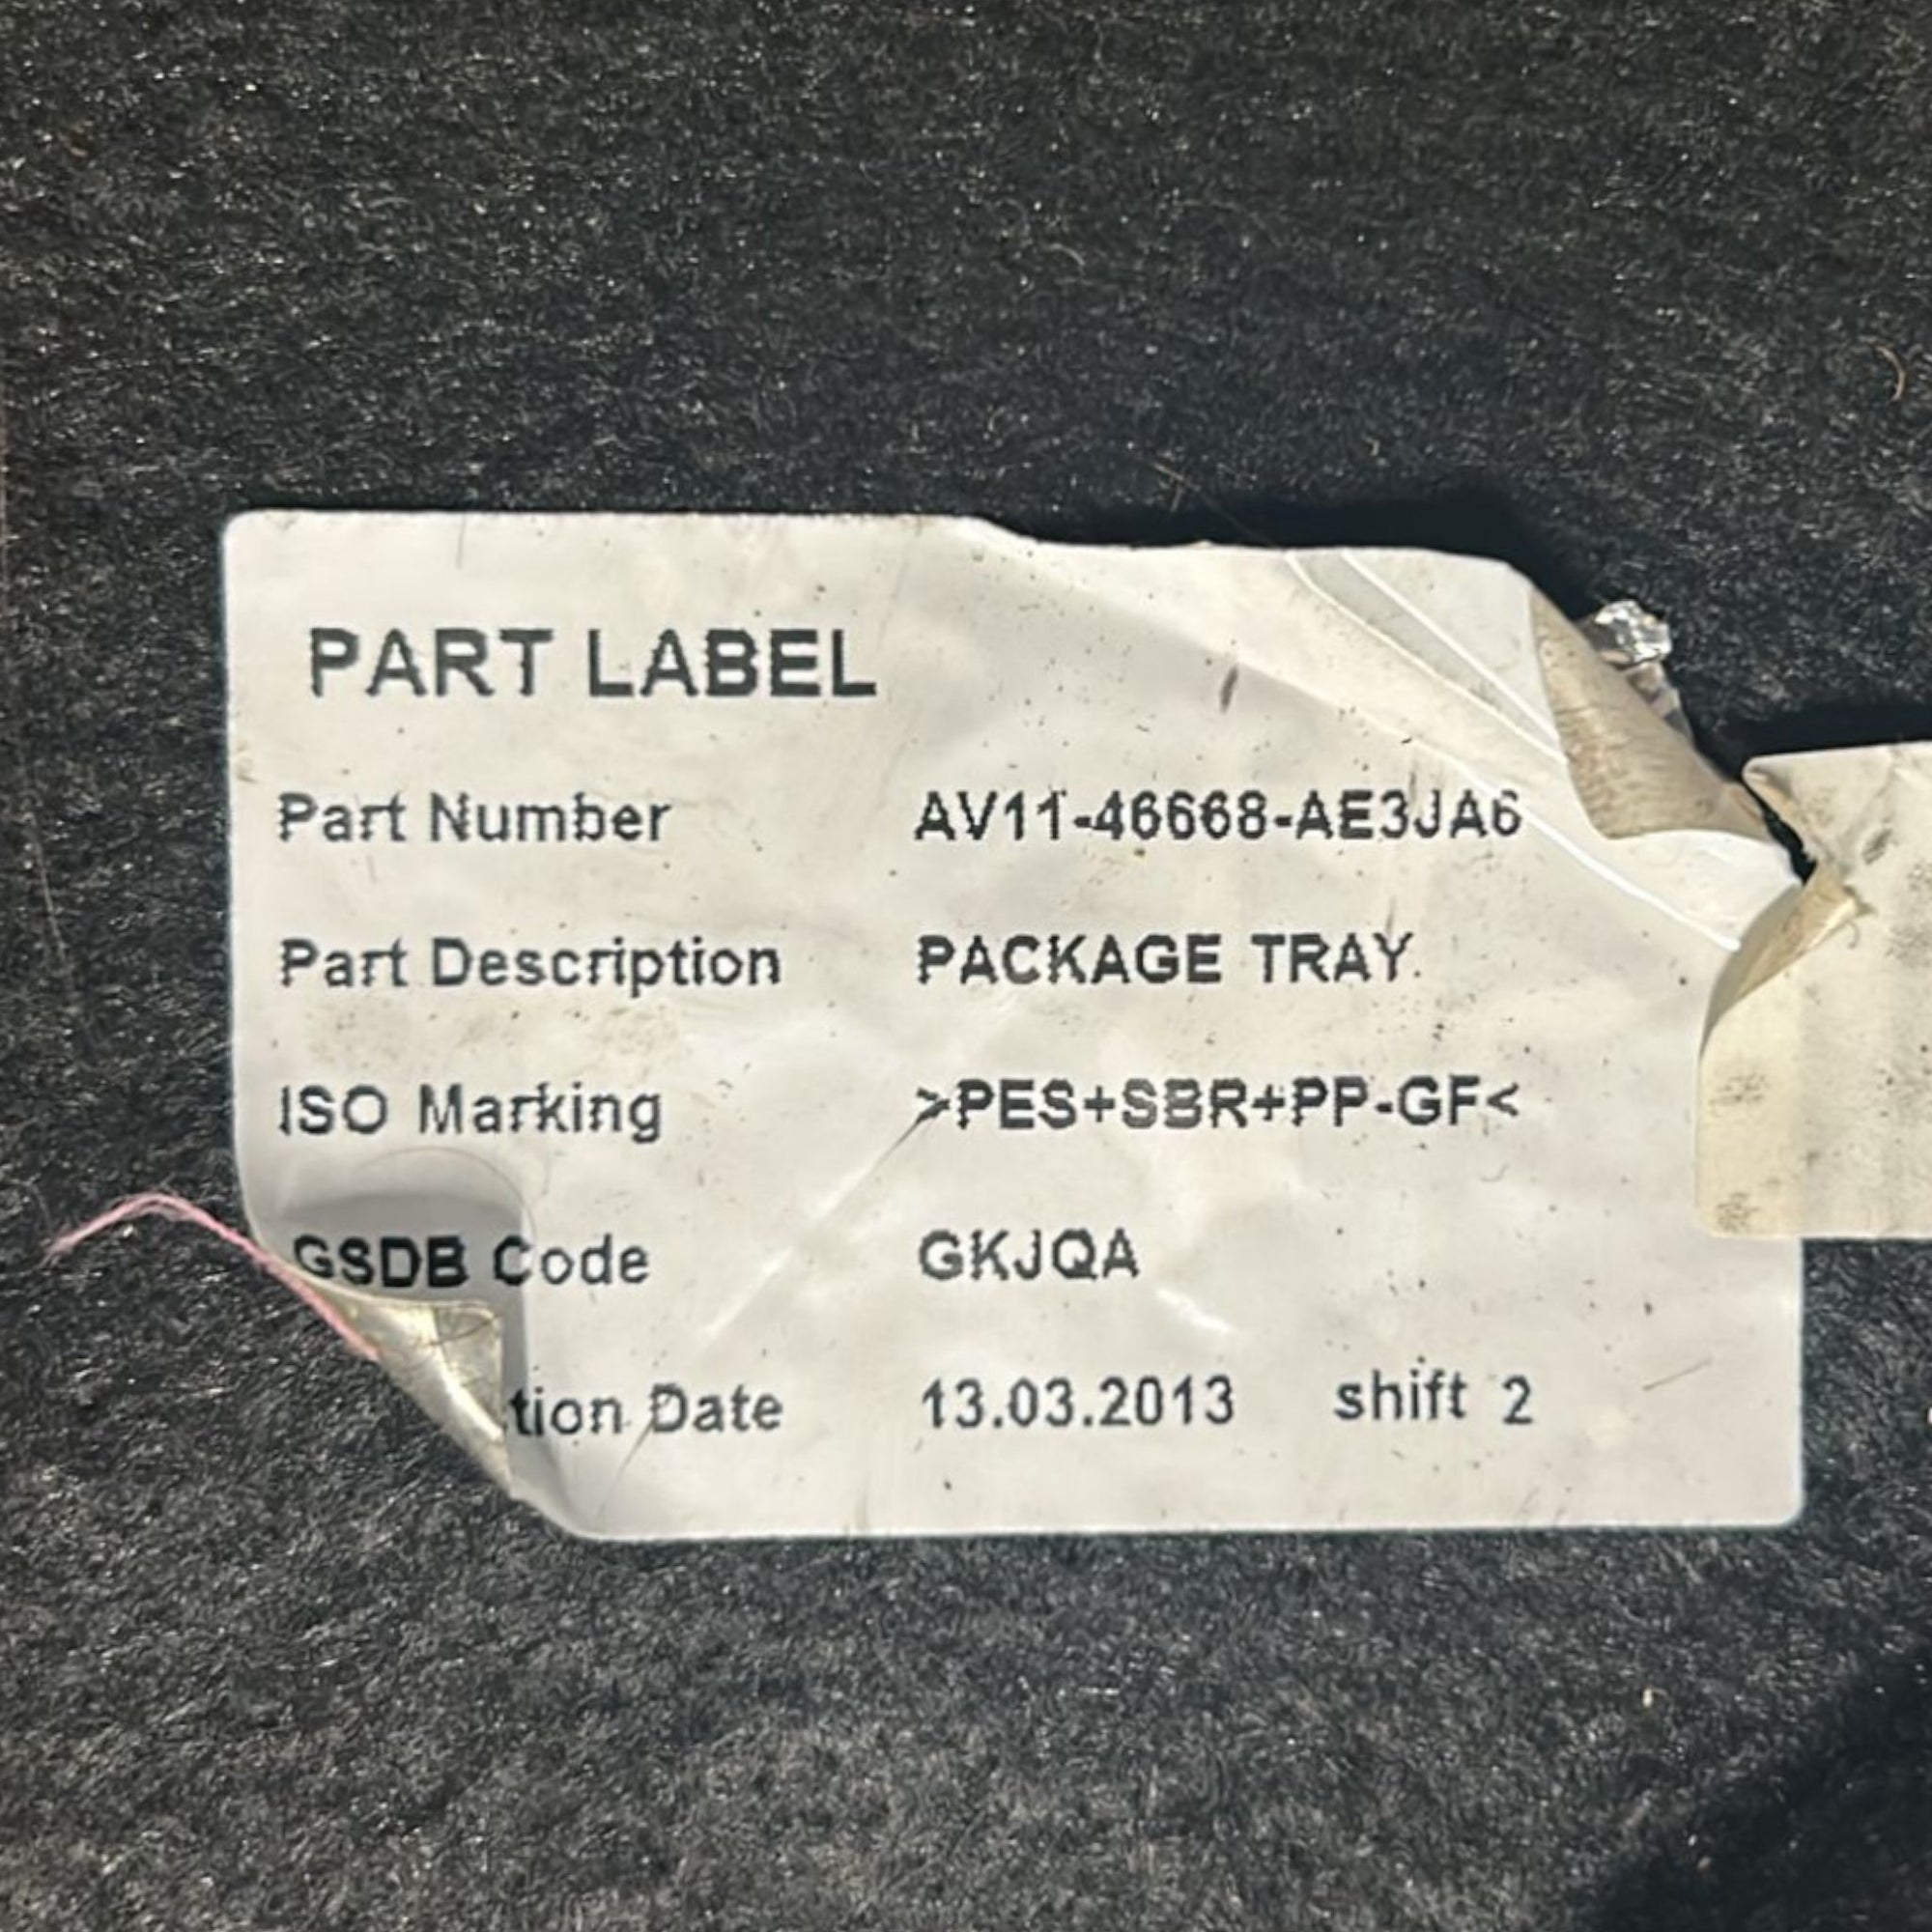 PART LABEL
Part Number AV11-46668-AE3JA6
Part Description PACKAGE TRAY
ISO Marking >PES+SBR+PP-GF<
GSDB Code GKJQA
tion Date 13.03.2013 shift 2